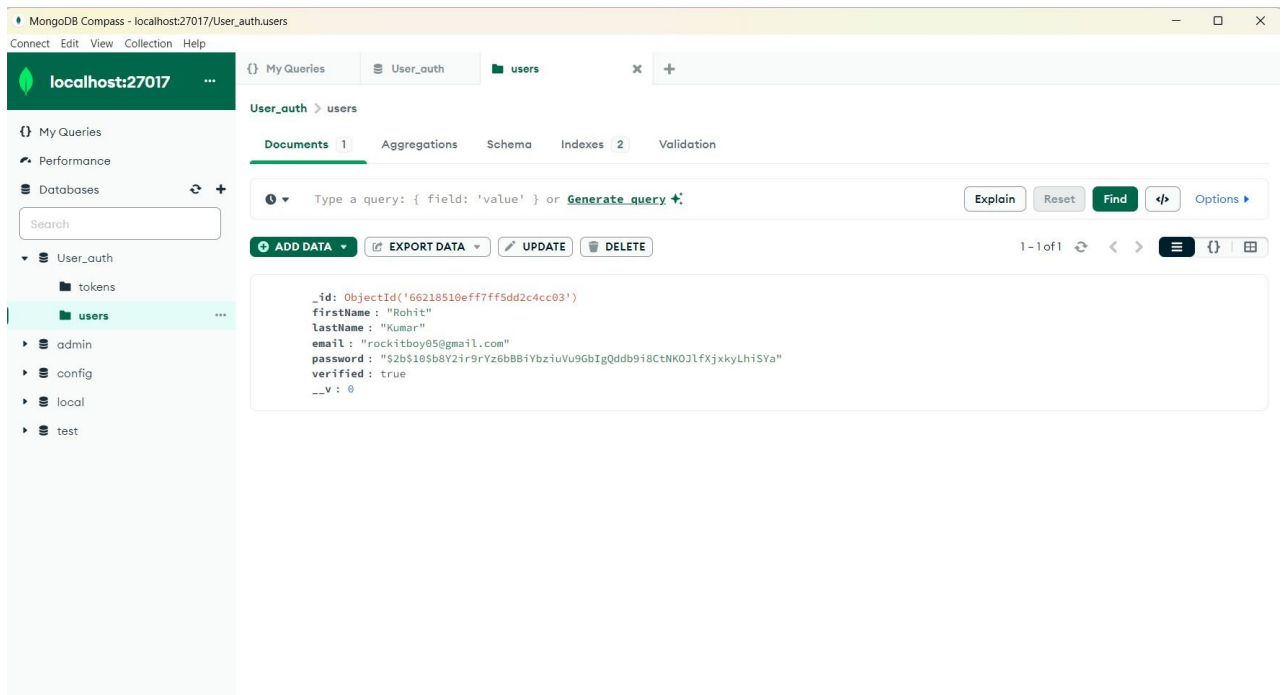 MongoDB Compass - localhost:27017/User_auth.users
Connect Edit View Collection Help
localhost:27017 ...
{} My Queries
Performance
Databases
Search
User_auth
tokens
users ...
admin
config
local
test
{} My Queries User_auth users
User_auth > users
Documents 1 Aggregations Schema Indexes 2 Validation
Type a query: { field: 'value' } or Generate query Explain Reset Find </> Options
ADD DATA EXPORT DATA UPDATE DELETE 1-1 of 1 {}
_id: ObjectId('66218510eff7ff5dd2c4cc03')
firstName : "Rohit"
lastName : "Kumar"
email : "rockitboy05@gmail.com"
password : "$2b$10$b8Y2ir9rYz6bBBiYbziuVu9GbIgQddb9i8CtNKOJlfXjxkyLhiSYa"
verified : true
__v : 0